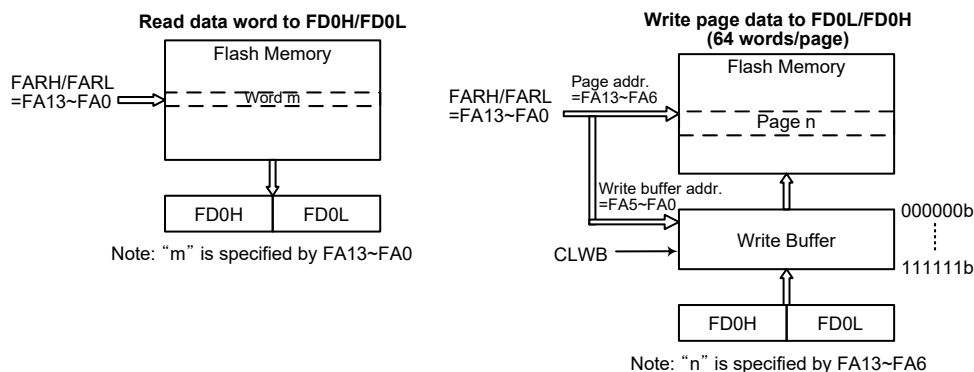 Read data word to FD0H/FD0L
Flash Memory
FARH/FARL
=FA13~FA0
Word m
FD0H
FD0L
Note: “m” is specified by FA13~FA0
Write page data to FD0L/FD0H
(64 words/page)
Flash Memory
Page addr.
=FA13~FA6
FARH/FARL
=FA13~FA0
Page n
Write buffer addr.
=FA5~FA0
000000b
Write Buffer
CLWB
111111b
FD0H
FD0L
Note: “n” is specified by FA13~FA6